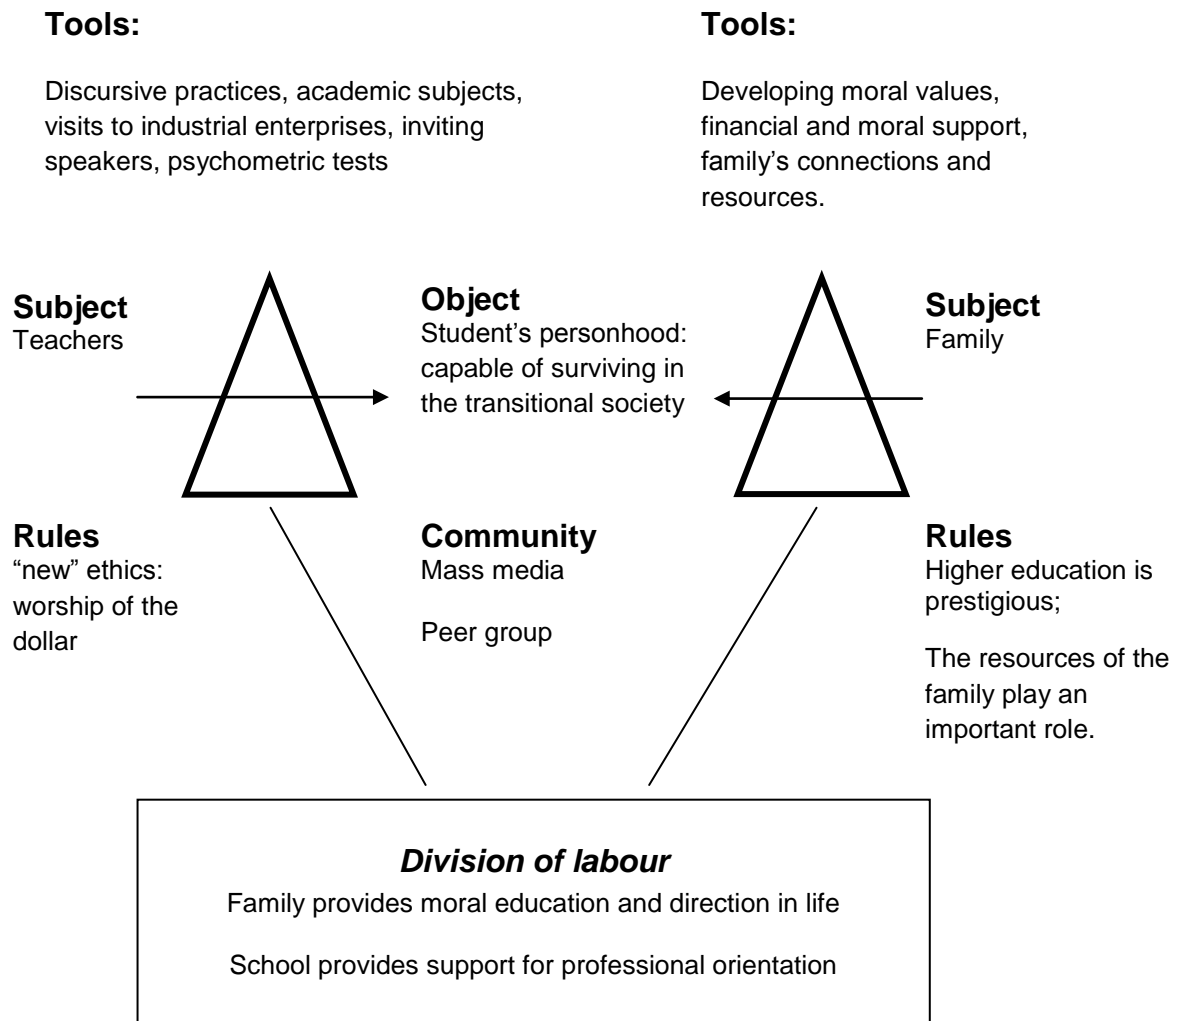 Tools:
Discursive practices, academic subjects,
visits to industrial enterprises, inviting
speakers, psychometric tests
Tools:
Developing moral values,
financial and moral support,
family’s connections and
resources.
Subject
Teachers
Object
Student’s personhood:
capable of surviving in
the transitional society
Subject
Family
Rules
“new” ethics:
worship of the
dollar
Community
Mass media
Peer group
Rules
Higher education is
prestigious;
The resources of the
family play an
important role.
Division of labour
Family provides moral education and direction in life
School provides support for professional orientation